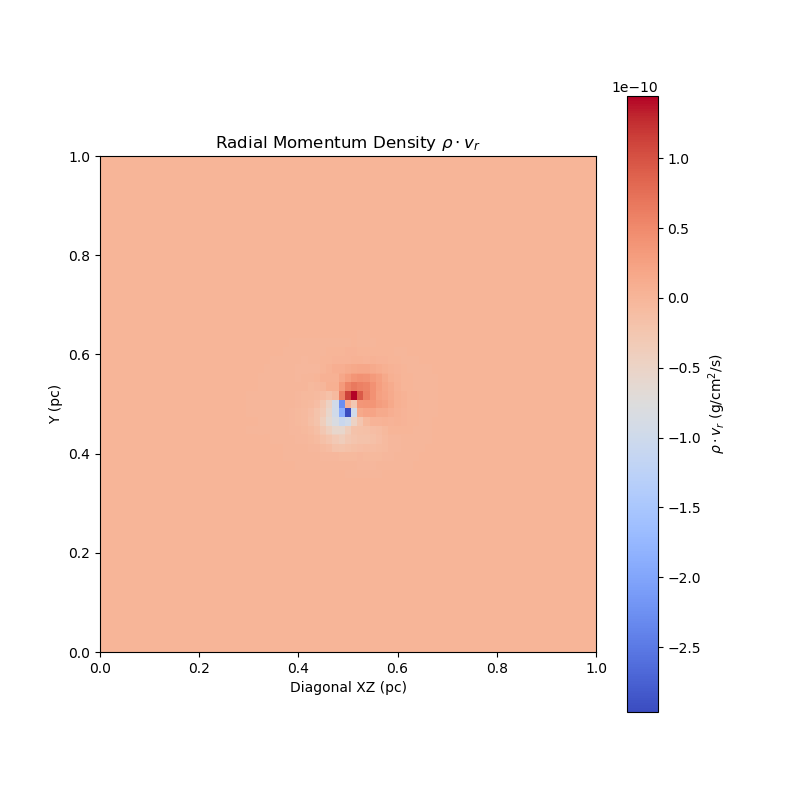 1e−10
Radial Momentum Density ρ · v_r
1.0
0.8
0.6
0.4
0.2
0.0
Y (pc)
0.0 0.2 0.4 0.6 0.8 1.0
Diagonal XZ (pc)
1.0
0.5
0.0
−0.5
−1.0
−1.5
−2.0
−2.5
ρ · v_r (g/cm²/s)